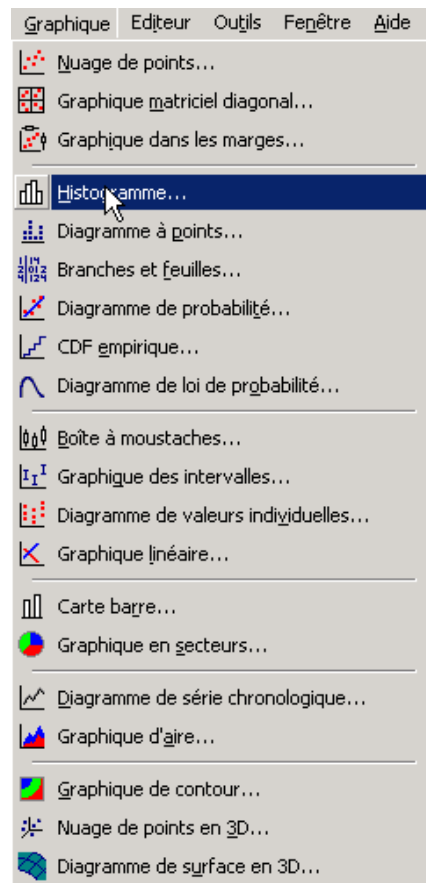 Graphique Editeur Outils Fenêtre Aide
Nuage de points...
Graphique matriciel diagonal...
Graphique dans les marges...
Histogramme...
Diagramme à points...
Branches et feuilles...
Diagramme de probabilité...
CDF empirique...
Diagramme de loi de probabilité...
Boîte à moustaches...
Graphique des intervalles...
Diagramme de valeurs individuelles...
Graphique linéaire...
Carte barre...
Graphique en secteurs...
Diagramme de série chronologique...
Graphique d'aire...
Graphique de contour...
Nuage de points en 3D...
Diagramme de surface en 3D...